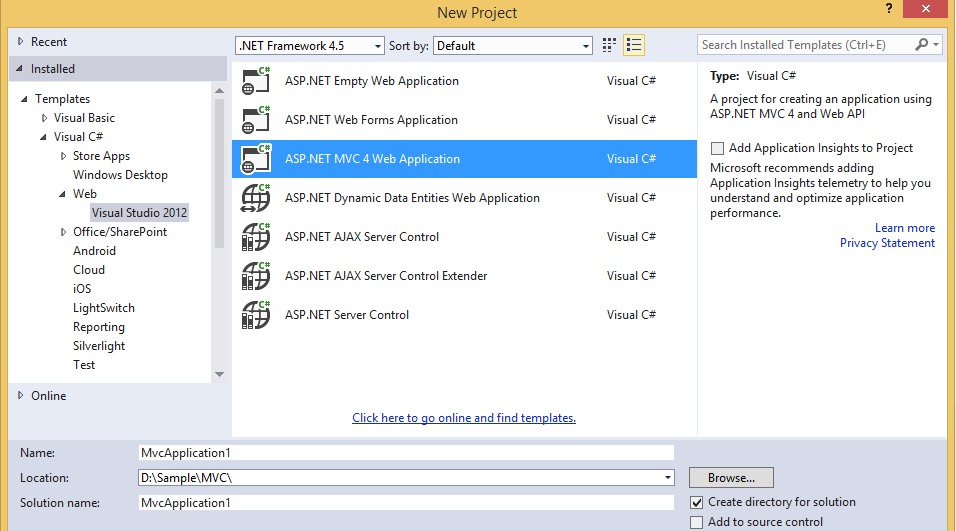 New Project
?
Recent
.NET Framework 4.5
Sort by:
Default
Search Installed Templates (Ctrl+E)
Installed
Templates
Visual Basic
Visual C#
Store Apps
Windows Desktop
Web
Visual Studio 2012
Office/SharePoint
Android
Cloud
iOS
LightSwitch
Reporting
Silverlight
Test
Online
C# ASP.NET Empty Web Application Visual C#
C# ASP.NET Web Forms Application Visual C#
C# ASP.NET MVC 4 Web Application Visual C#
C# ASP.NET Dynamic Data Entities Web Application Visual C#
C# ASP.NET AJAX Server Control Visual C#
C# ASP.NET AJAX Server Control Extender Visual C#
C# ASP.NET Server Control Visual C#
Click here to go online and find templates.
Type: Visual C#
A project for creating an application using
ASP.NET MVC 4 and Web API
Add Application Insights to Project
Microsoft recommends adding
Application Insights telemetry to help you
understand and optimize application
performance.
Learn more
Privacy Statement
Name: MvcApplication1
Location: D:\Sample\MVC\
Browse...
Solution name: MvcApplication1
Create directory for solution
Add to source control